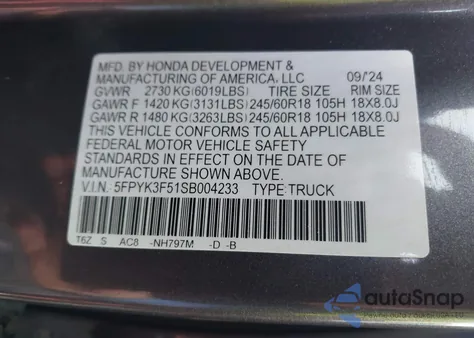 MFD. BY HONDA DEVELOPMENT &
MANUFACTURING OF AMERICA, LLC 09/24
GVWR 2730 KG (6019LBS) TIRE SIZE RIM SIZE
GAWR F 1420 KG (3131LBS) 245/60R18 105H 18X8.0J
GAWR R 1480 KG (3263LBS) 245/60R18 105H 18X8.0J
THIS VEHICLE CONFORMS TO ALL APPLICABLE
FEDERAL MOTOR VEHICLE SAFETY
STANDARDS IN EFFECT ON THE DATE OF
MANUFACTURE SHOWN ABOVE.
V.I.N. 5FPYK3F51SB004233 TYPE: TRUCK
T6Z S AC8 -NH797M -D -B
autoSnap